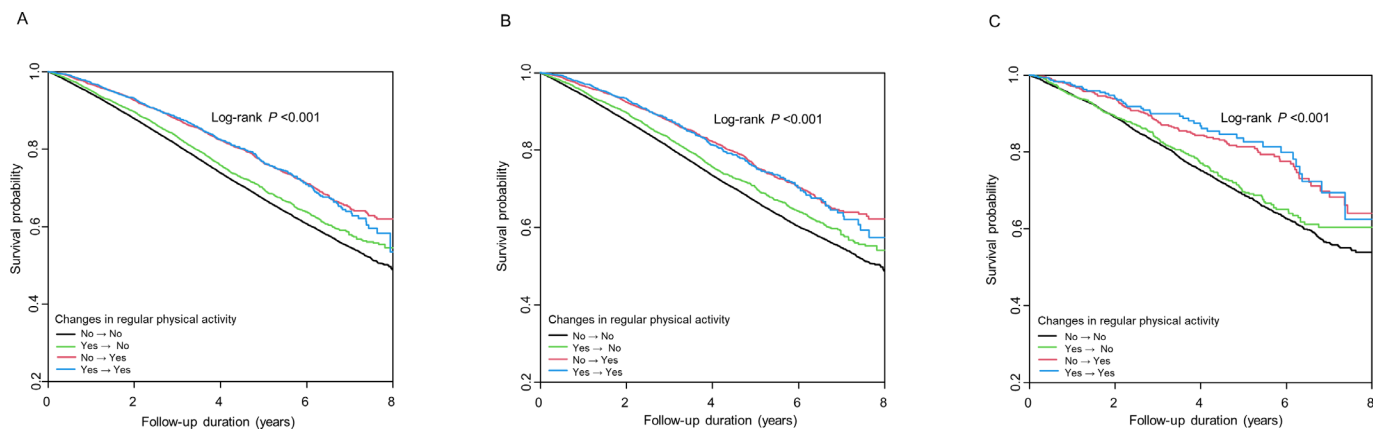 A
Survival probability
1.0
0.8
0.6
0.4
0.2
Log-rank P <0.001
Changes in regular physical activity
No → No
Yes → No
No → Yes
Yes → Yes
0 2 4 6 8
Follow-up duration (years)
B
Survival probability
1.0
0.8
0.6
0.4
0.2
Log-rank P <0.001
Changes in regular physical activity
No → No
Yes → No
No → Yes
Yes → Yes
0 2 4 6 8
Follow-up duration (years)
C
Survival probability
1.0
0.8
0.6
0.4
0.2
Log-rank P <0.001
Changes in regular physical activity
No → No
Yes → No
No → Yes
Yes → Yes
0 2 4 6 8
Follow-up duration (years)